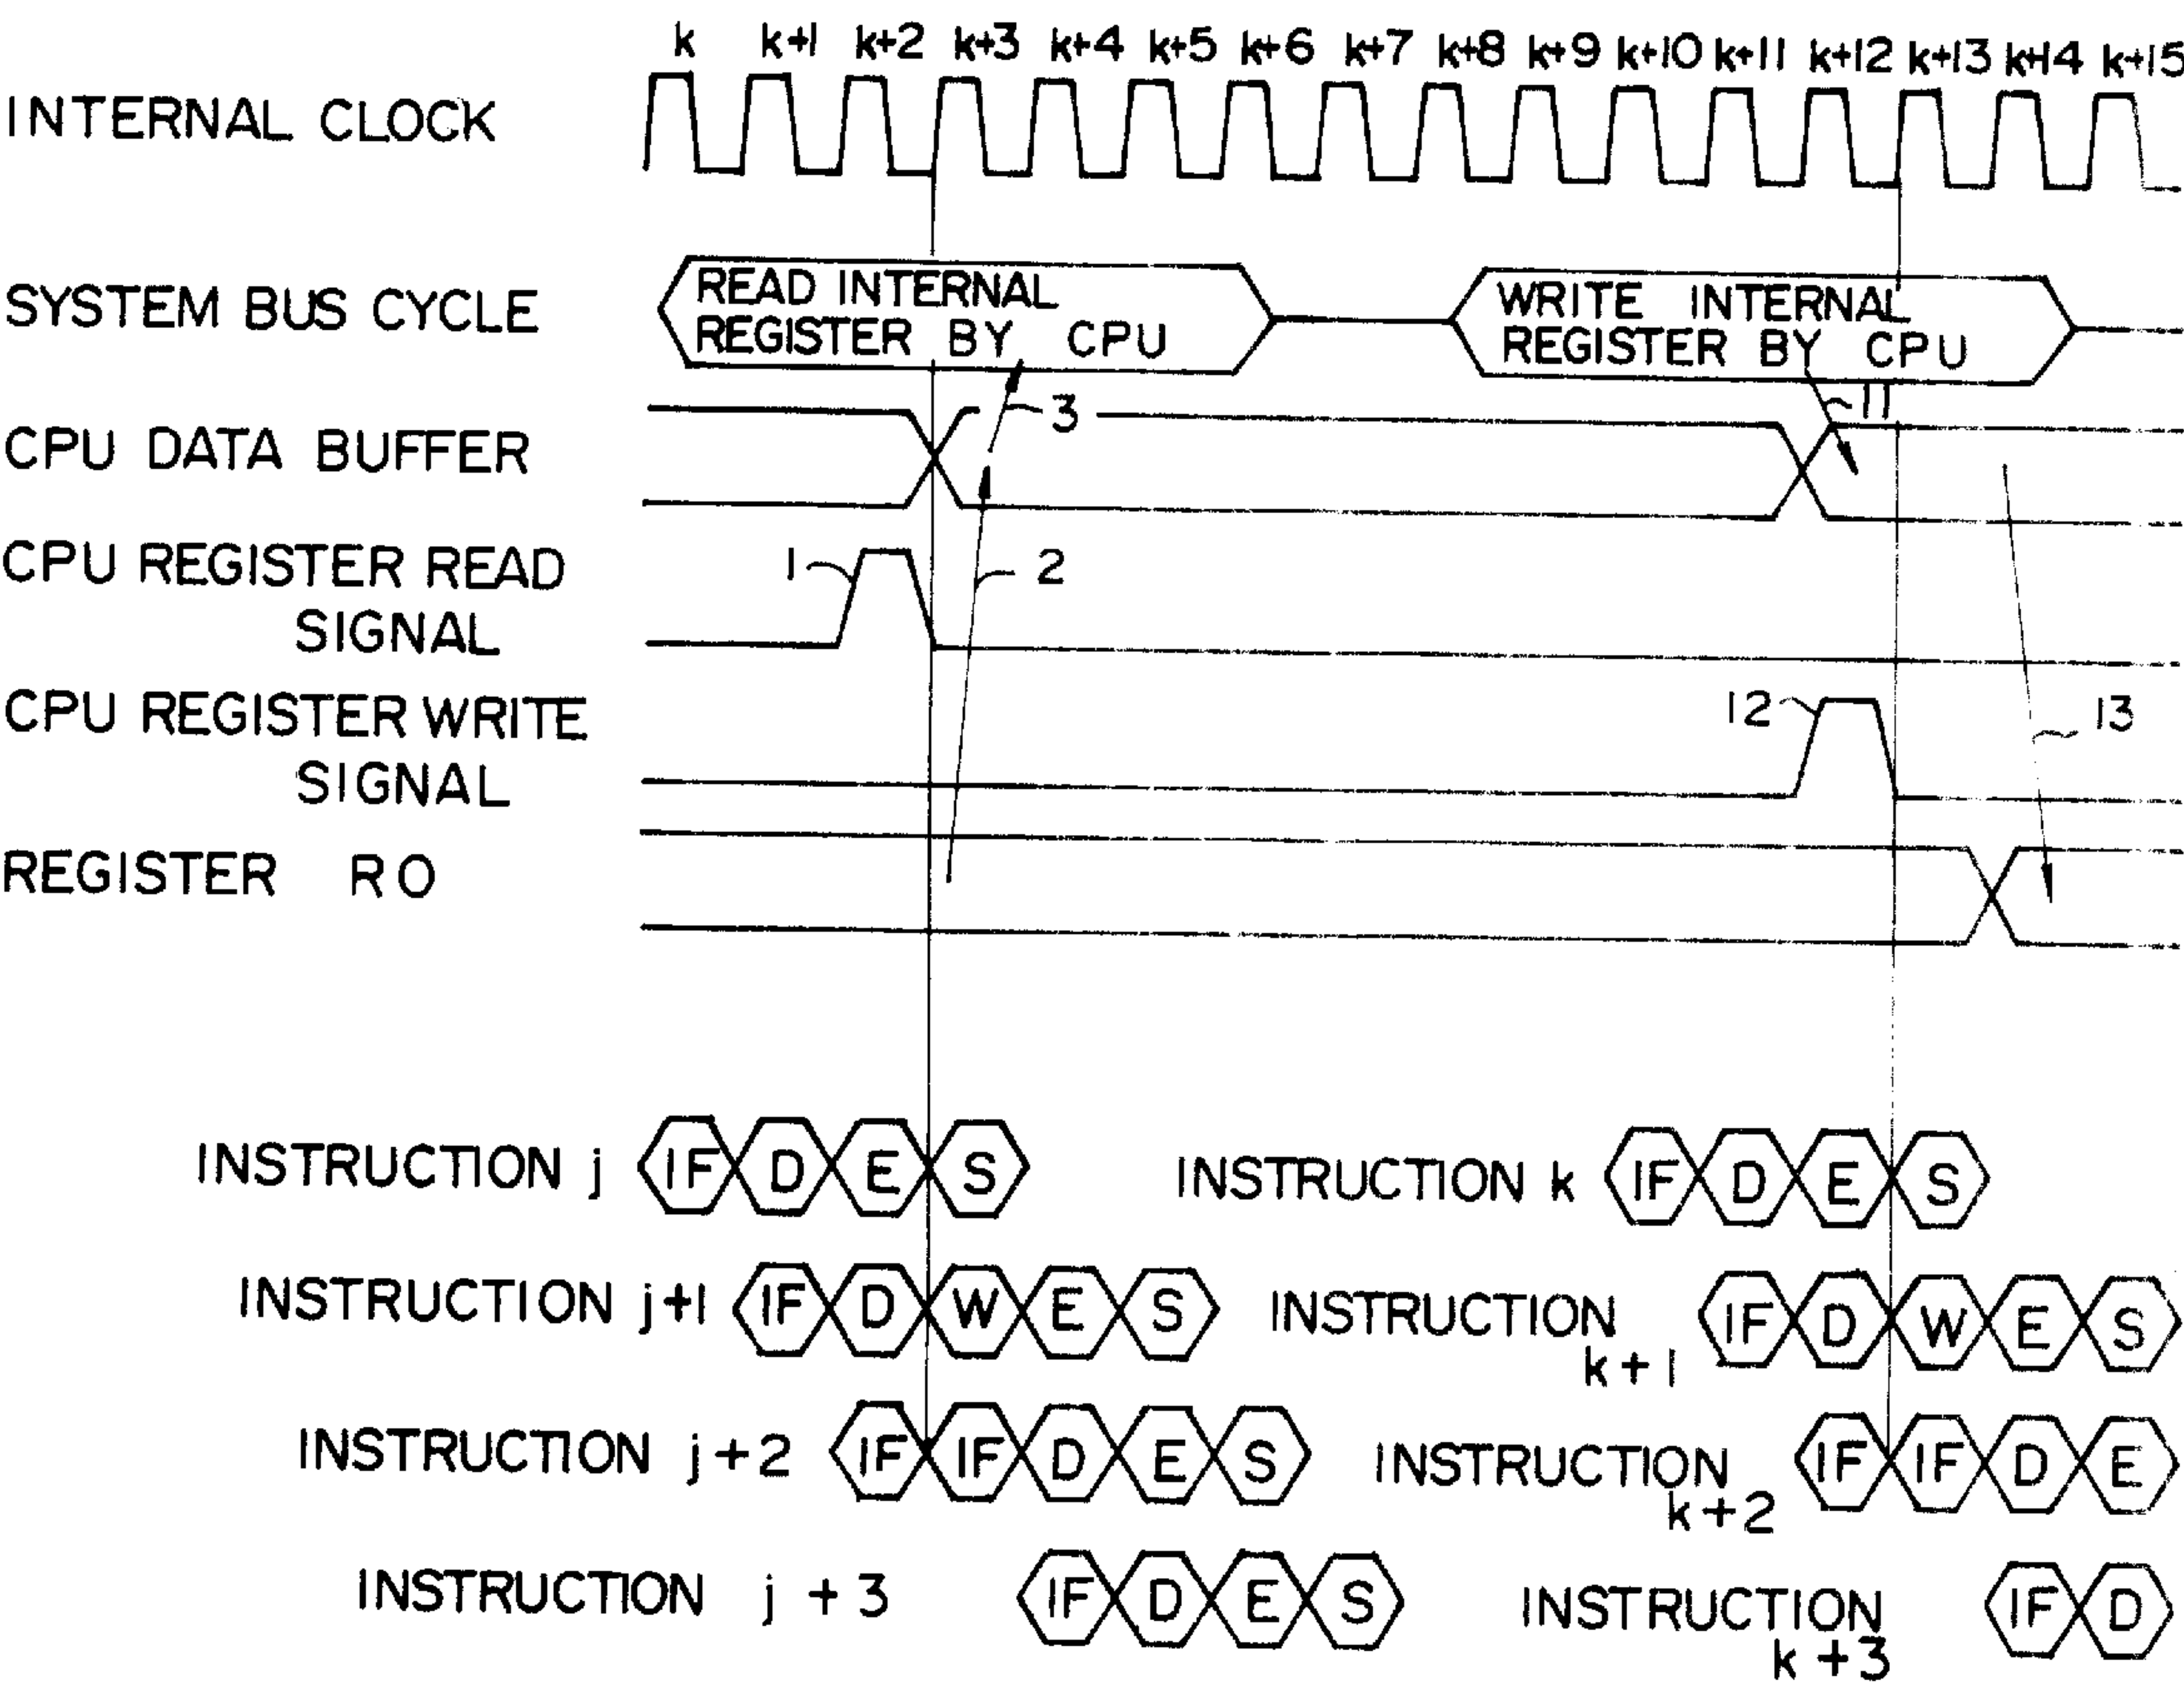 k k+1 k+2 k+3 k+4 k+5 k+6 k+7 k+8 k+9 k+10 k+11 k+12 k+13 k+14 k+15
INTERNAL CLOCK
SYSTEM BUS CYCLE
READ INTERNAL
REGISTER BY CPU
WRITE INTERNAL
REGISTER BY CPU
CPU DATA BUFFER
3
11
CPU REGISTER READ
SIGNAL
1
2
CPU REGISTER WRITE
SIGNAL
12
13
REGISTER R0
INSTRUCTION j IF D E S
INSTRUCTION k IF D E S
INSTRUCTION j+1 IF D W E S
INSTRUCTION
k+1
IF D W E S
INSTRUCTION j+2 IF IF D E S
INSTRUCTION
k+2
IF IF D E
INSTRUCTION j +3 IF D E S
INSTRUCTION
k +3
IF D